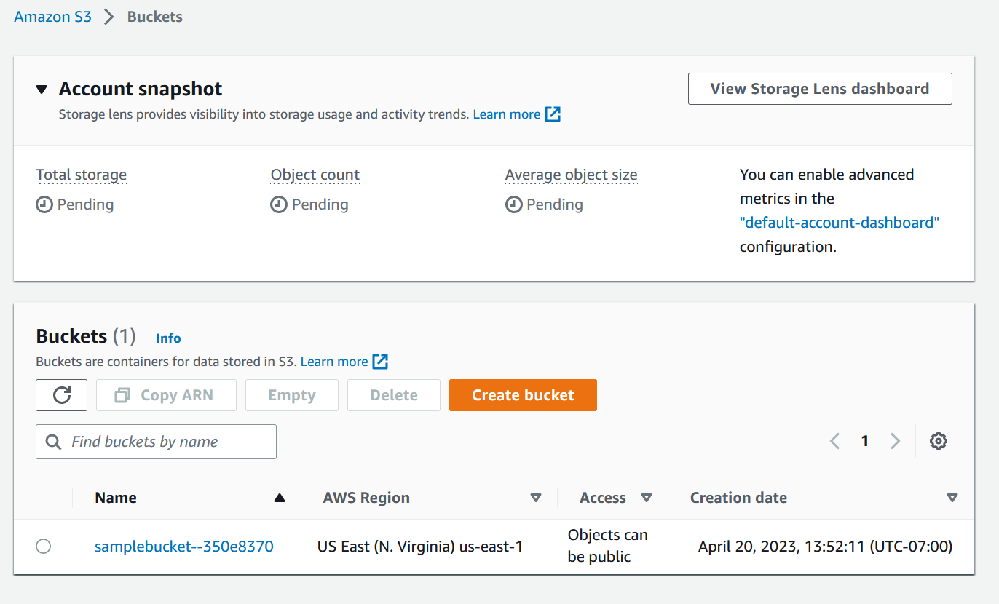 Amazon S3 > Buckets
Account snapshot
View Storage Lens dashboard
Storage lens provides visibility into storage usage and activity trends. Learn more
Total storage
Object count
Average object size
Pending
Pending
Pending
You can enable advanced
metrics in the
"default-account-dashboard"
configuration.
Buckets (1) Info
Buckets are containers for data stored in S3. Learn more
Copy ARN
Empty
Delete
Create bucket
Find buckets by name
1
Name
AWS Region
Access
Creation date
samplebucket--350e8370
US East (N. Virginia) us-east-1
Objects can
be public
April 20, 2023, 13:52:11 (UTC-07:00)